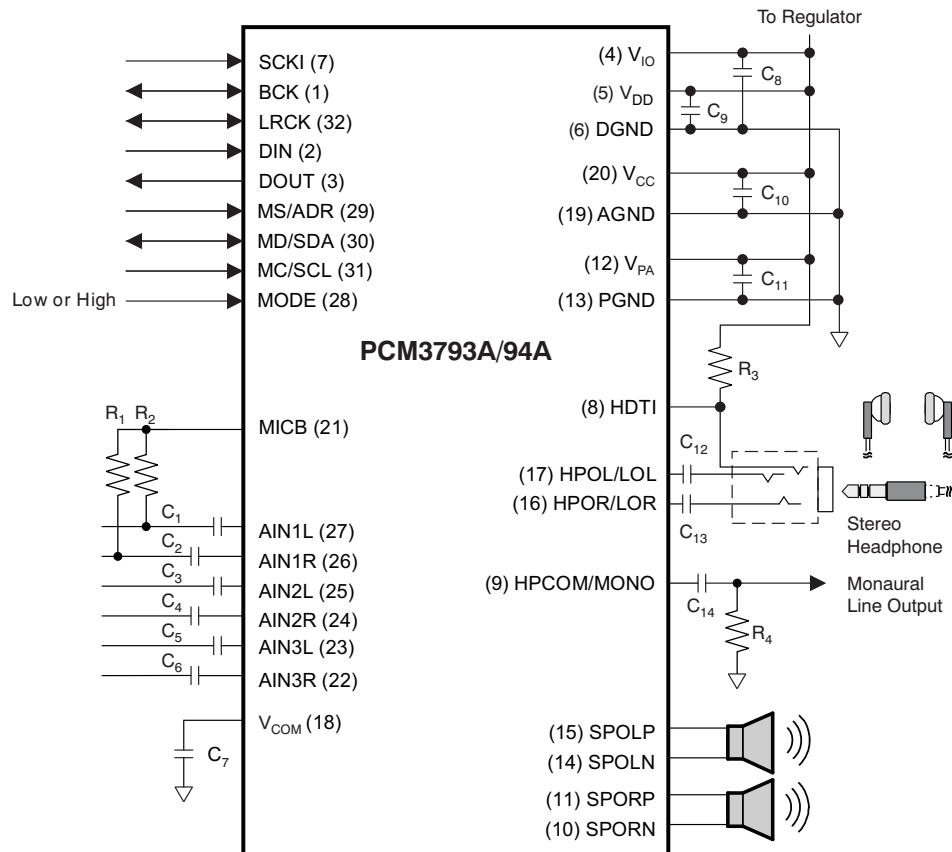 To Regulator
SCKI (7)
BCK (1)
LRCK (32)
DIN (2)
DOUT (3)
MS/ADR (29)
MD/SDA (30)
MC/SCL (31)
Low or High
MODE (28)
(4) VIO
C8
(5) VDD
C9
(6) DGND
(20) VCC
C10
(19) AGND
(12) VPA
C11
(13) PGND
PCM3793A/94A
R3
R1 R2
MICB (21)
(8) HDTI
C12
(17) HPOL/LOL
(16) HPOR/LOR
C13
Stereo
Headphone
C1
AIN1L (27)
C2
AIN1R (26)
C3
AIN2L (25)
C4
AIN2R (24)
C5
AIN3L (23)
C6
AIN3R (22)
(9) HPCOM/MONO
C14
Monaural
Line Output
R4
VCOM (18)
C7
(15) SPOLP
(14) SPOLN
(11) SPORP
(10) SPORN